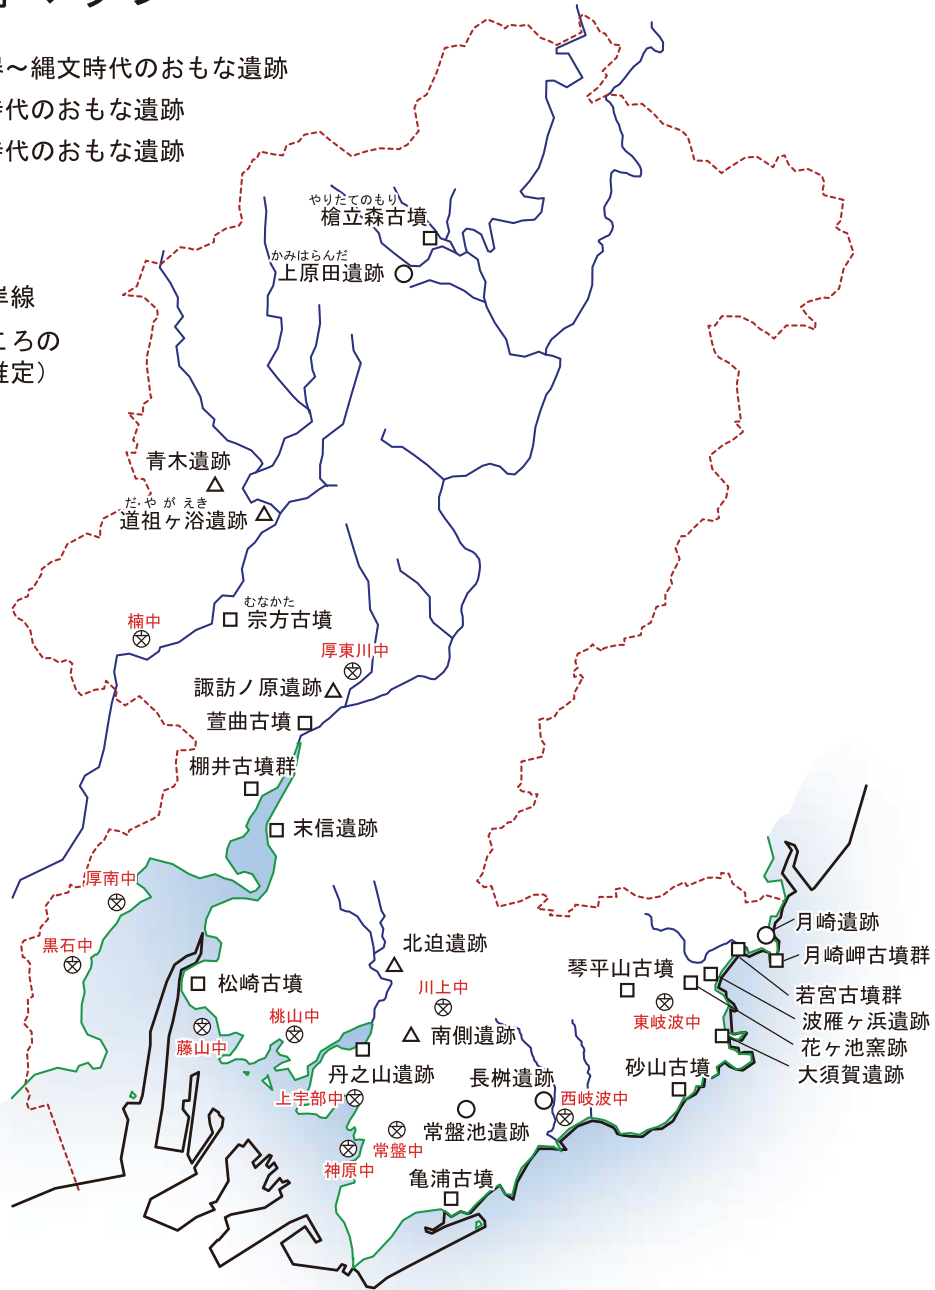 ～縄文時代のおもな遺跡
時代のおもな遺跡
時代のおもな遺跡
岸線
ころの
推定）
やりたてのもり
槍立森古墳
かみはらんだ
上原田遺跡
青木遺跡
だやがえき
道祖ヶ浴遺跡
むなかた
宗方古墳
楠中
厚東川中
諏訪ノ原遺跡
萱曲古墳
棚井古墳群
末信遺跡
厚南中
黒石中
北迫遺跡
月崎遺跡
月崎岬古墳群
琴平山古墳
松崎古墳
川上中
若宮古墳群
桃山中
東岐波中
波雁ヶ浜遺跡
藤山中
南側遺跡
花ヶ池窯跡
丹之山遺跡
長桝遺跡
砂山古墳
大須賀遺跡
上宇部中
西岐波中
常盤池遺跡
常盤中
神原中
亀浦古墳